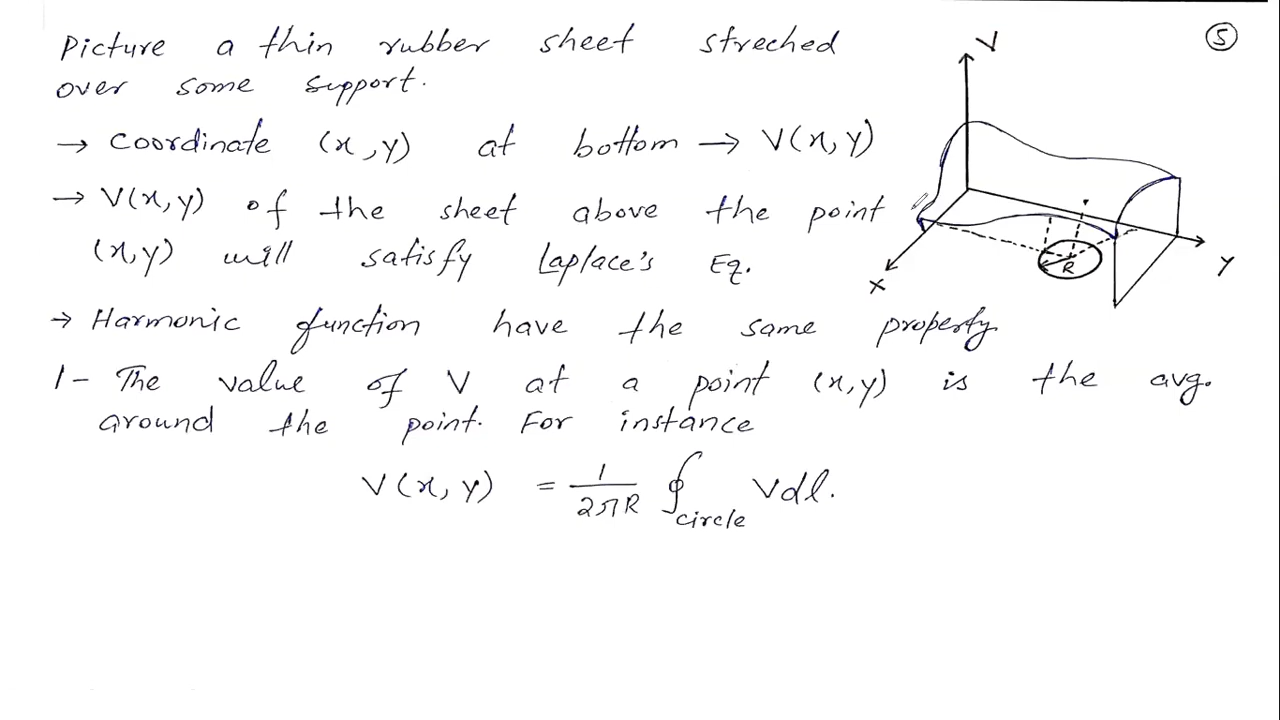 Picture a thin rubber sheet streched
over some support.
→ Coordinate (x,y) at bottom → V(x,y)
→ V(x,y) of the sheet above the point
(x,y) will satisfy Laplace's Eq.
→ Harmonic function have the same property
1- The value of V at a point (x,y) is the avg.
around the point. For instance
V(x,y) = 1/2πR ∮circle Vdl.
5
V
X
Y
R